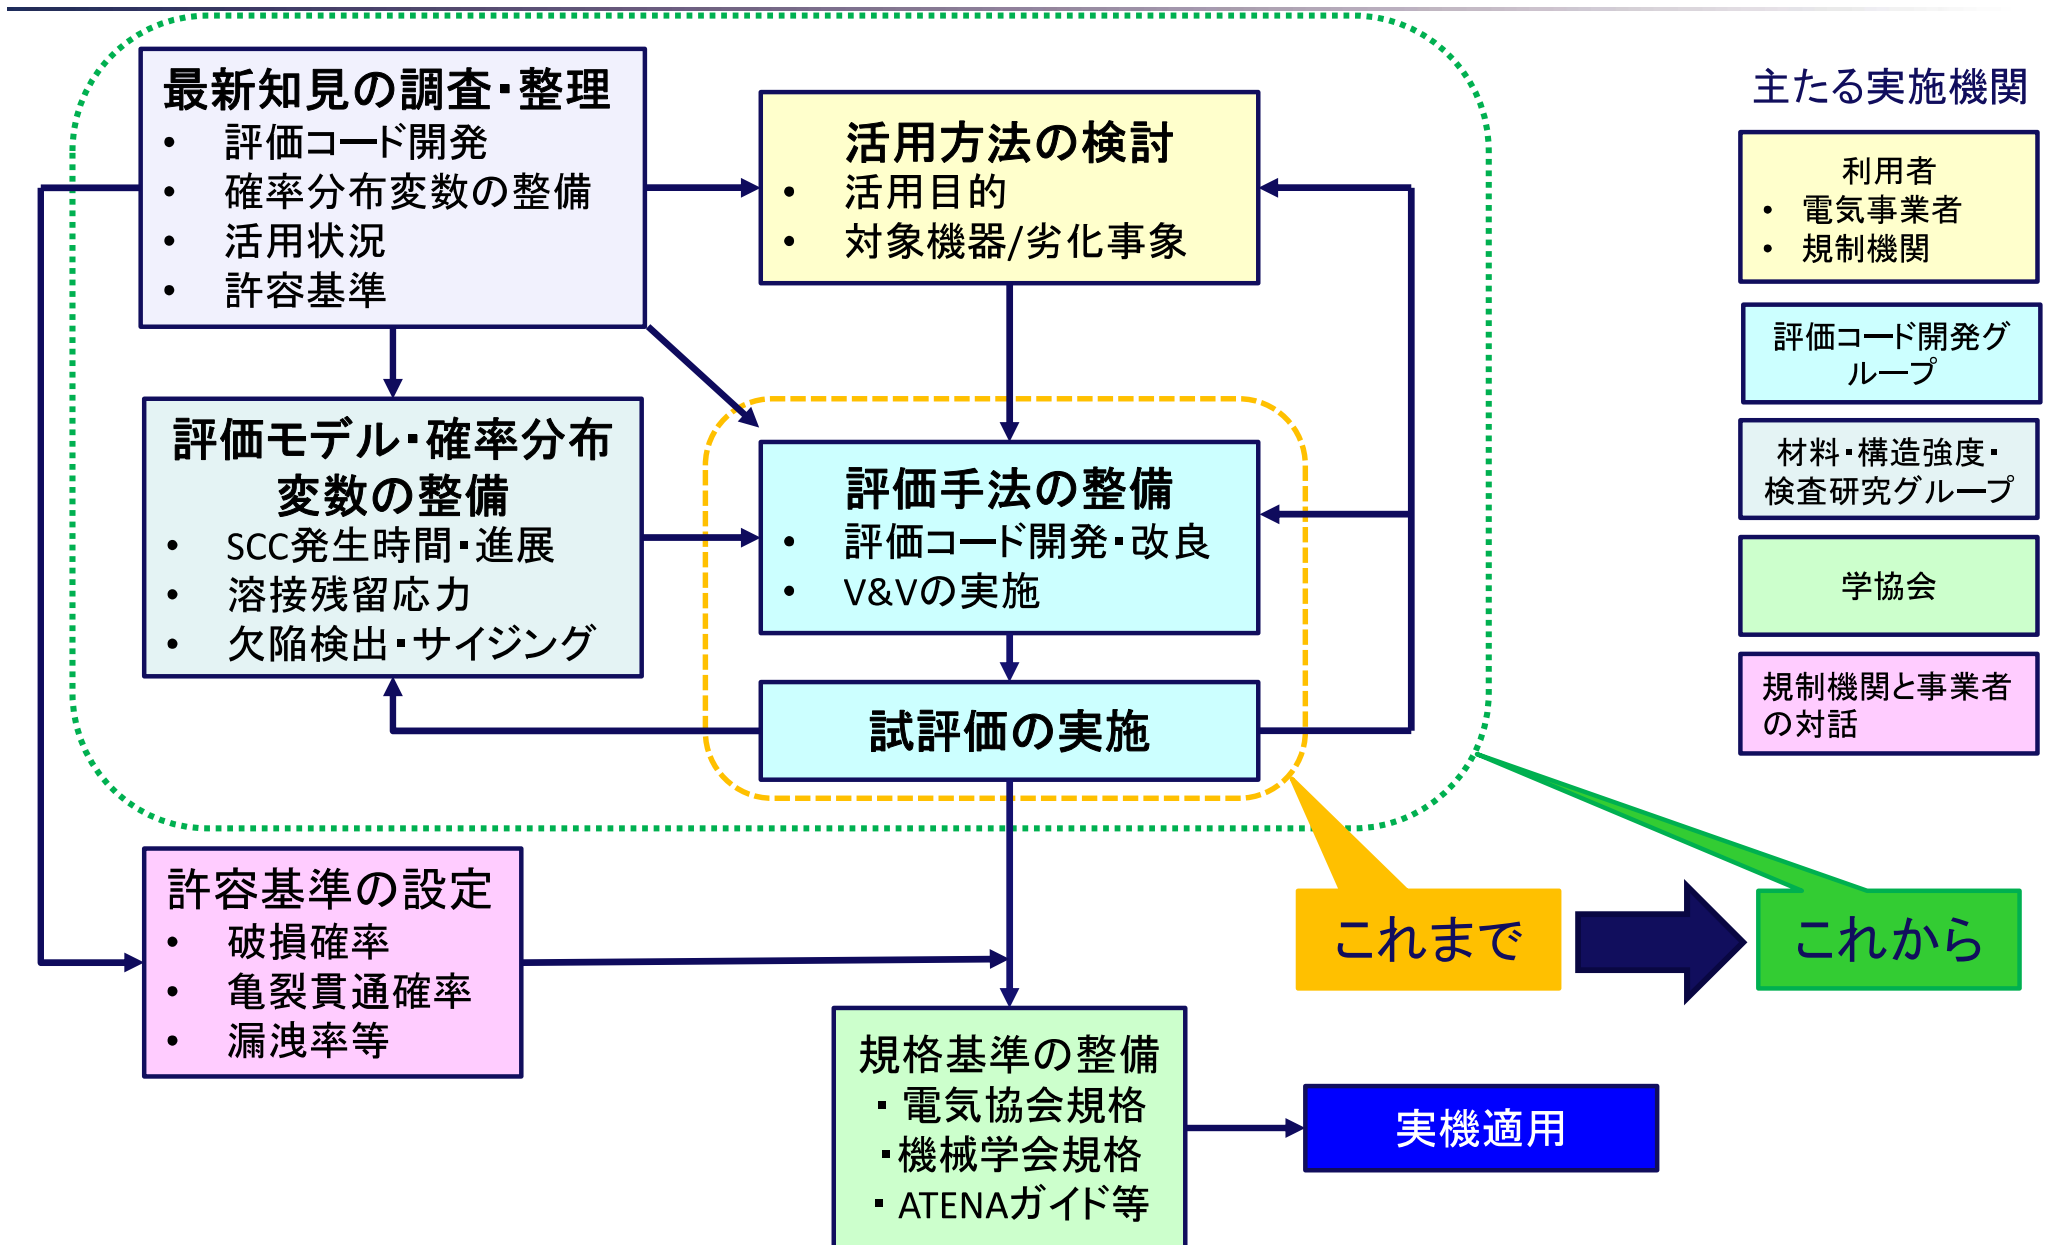 最新知見の調査・整理
• 評価コード開発
• 確率分布変数の整備
• 活用状況
• 許容基準
活用方法の検討
• 活用目的
• 対象機器/劣化事象
評価モデル・確率分布
変数の整備
• SCC発生時間・進展
• 溶接残留応力
• 欠陥検出・サイジング
評価手法の整備
• 評価コード開発・改良
• V&Vの実施
試評価の実施
許容基準の設定
• 破損確率
• 亀裂貫通確率
• 漏洩率等
規格基準の整備
・電気協会規格
・機械学会規格
・ATENAガイド等
実機適用
主たる実施機関
利用者
• 電気事業者
• 規制機関
評価コード開発グ
ループ
材料・構造強度・
検査研究グループ
学協会
規制機関と事業者
の対話
これまで
これから